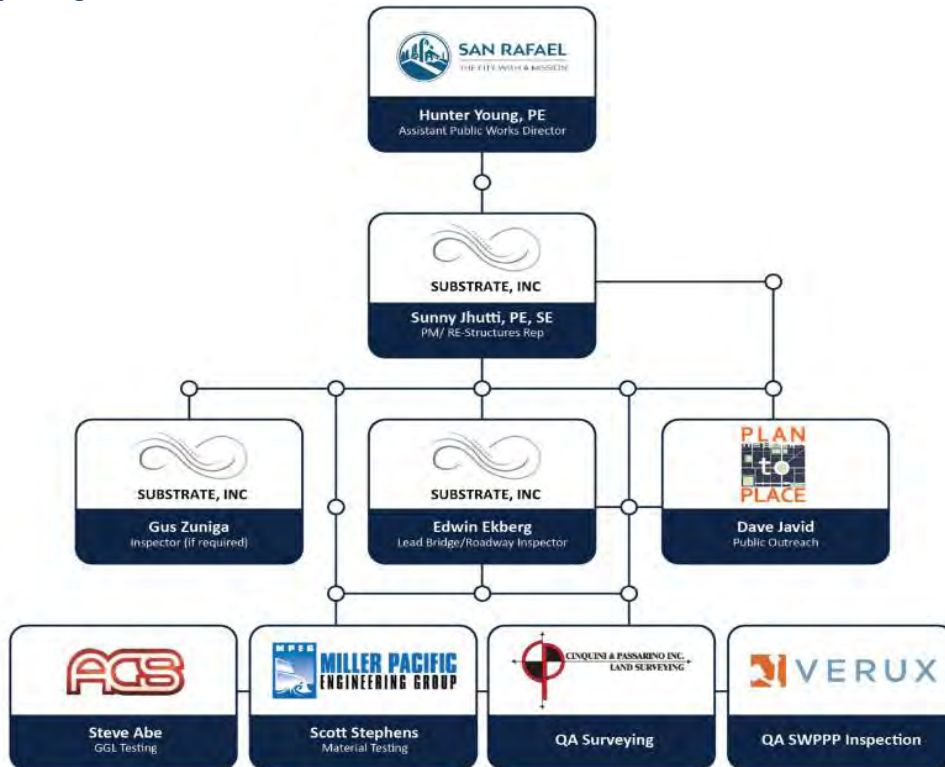 SAN RAFAEL
THE CITY WITH A MISSION
Hunter Young, PE
Assistant Public Works Director
SUBSTRATE, INC
Sunny Jhutti, PE, SE
PM/ RE-Structures Rep
SUBSTRATE, INC
Gus Zuniga
Inspector (if required)
SUBSTRATE, INC
Edwin Ekberg
Lead Bridge/Roadway Inspector
PLAN
to
PLACE
Dave Javid
Public Outreach
ACS
Steve Abe
GGL Testing
MPEG
MILLER PACIFIC
ENGINEERING GROUP
Scott Stephens
Material Testing
CINQUINI & PASSARINO INC.
LAND SURVEYING
QA Surveying
VERUX
QA SWPPP Inspection